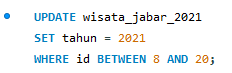 UPDATE wisata_jabar_2021
SET tahun = 2021
WHERE id BETWEEN 8 AND 20;